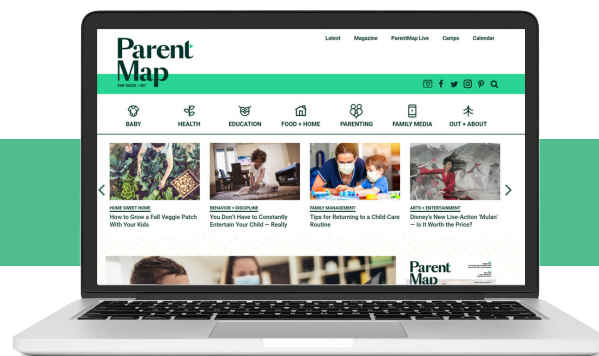 Parent
Map
Latest Magazine ParentMap Live Camps Calendar
BABY HEALTH EDUCATION FOOD + HOME PARENTING FAMILY MEDIA OUT + ABOUT
HOME SWEET HOME
How to Grow a Fall Veggie Patch
With Your Kids
BEHAVIOR + DISCIPLINE
You Don't Have to Constantly
Entertain Your Child — Really
FAMILY MANAGEMENT
Tips for Returning to a Child-Care
Routine
ARTS + ENTERTAINMENT
Disney's New Live-Action 'Mulan'
— Is It Worth the Price?
Parent
Map